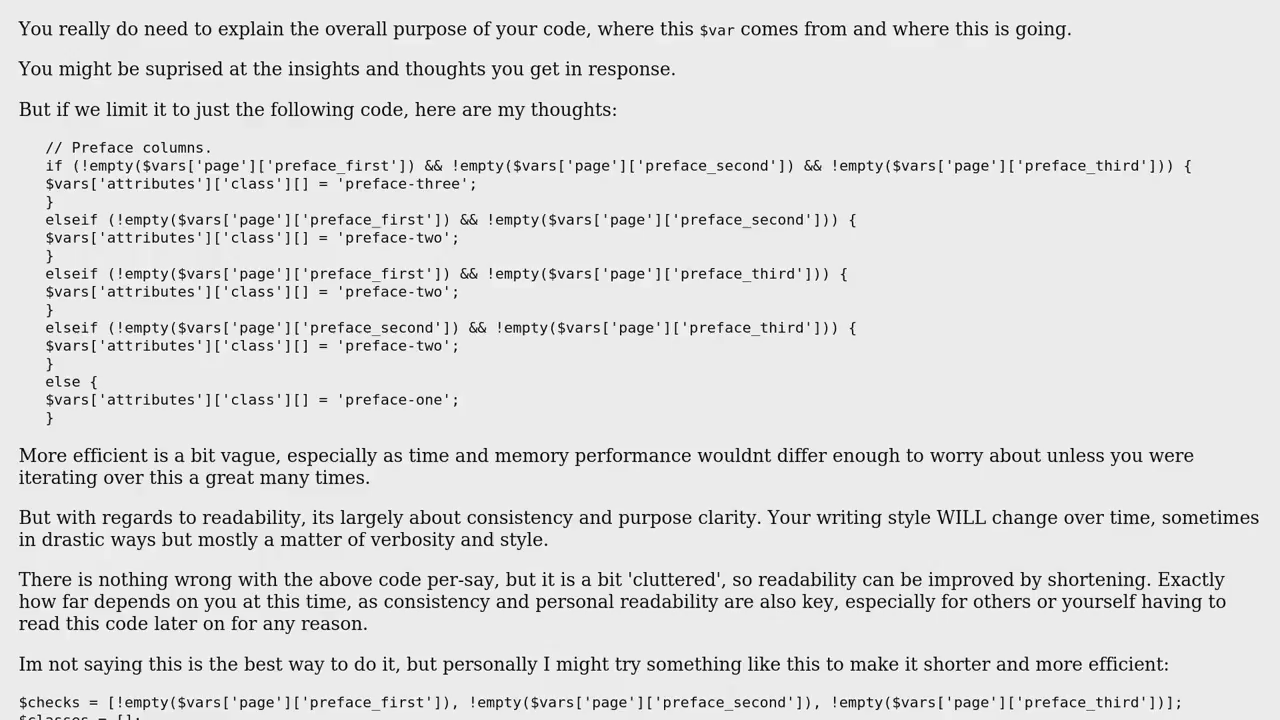 You really do need to explain the overall purpose of your code, where this $var comes from and where this is going.
You might be suprised at the insights and thoughts you get in response.
But if we limit it to just the following code, here are my thoughts:
// Preface columns.
if (!empty($vars['page']['preface_first']) && !empty($vars['page']['preface_second']) && !empty($vars['page']['preface_third'])) {
$vars['attributes']['class'][] = 'preface-three';
}
elseif (!empty($vars['page']['preface_first']) && !empty($vars['page']['preface_second'])) {
$vars['attributes']['class'][] = 'preface-two';
}
elseif (!empty($vars['page']['preface_first']) && !empty($vars['page']['preface_third'])) {
$vars['attributes']['class'][] = 'preface-two';
}
elseif (!empty($vars['page']['preface_second']) && !empty($vars['page']['preface_third'])) {
$vars['attributes']['class'][] = 'preface-two';
}
else {
$vars['attributes']['class'][] = 'preface-one';
}
More efficient is a bit vague, especially as time and memory performance wouldnt differ enough to worry about unless you were
iterating over this a great many times.
But with regards to readability, its largely about consistency and purpose clarity. Your writing style WILL change over time, sometimes
in drastic ways but mostly a matter of verbosity and style.
There is nothing wrong with the above code per-say, but it is a bit 'cluttered', so readability can be improved by shortening. Exactly
how far depends on you at this time, as consistency and personal readability are also key, especially for others or yourself having to
read this code later on for any reason.
Im not saying this is the best way to do it, but personally I might try something like this to make it shorter and more efficient:
$checks = [!empty($vars['page']['preface_first']), !empty($vars['page']['preface_second']), !empty($vars['page']['preface_third'])];
$classes = [];